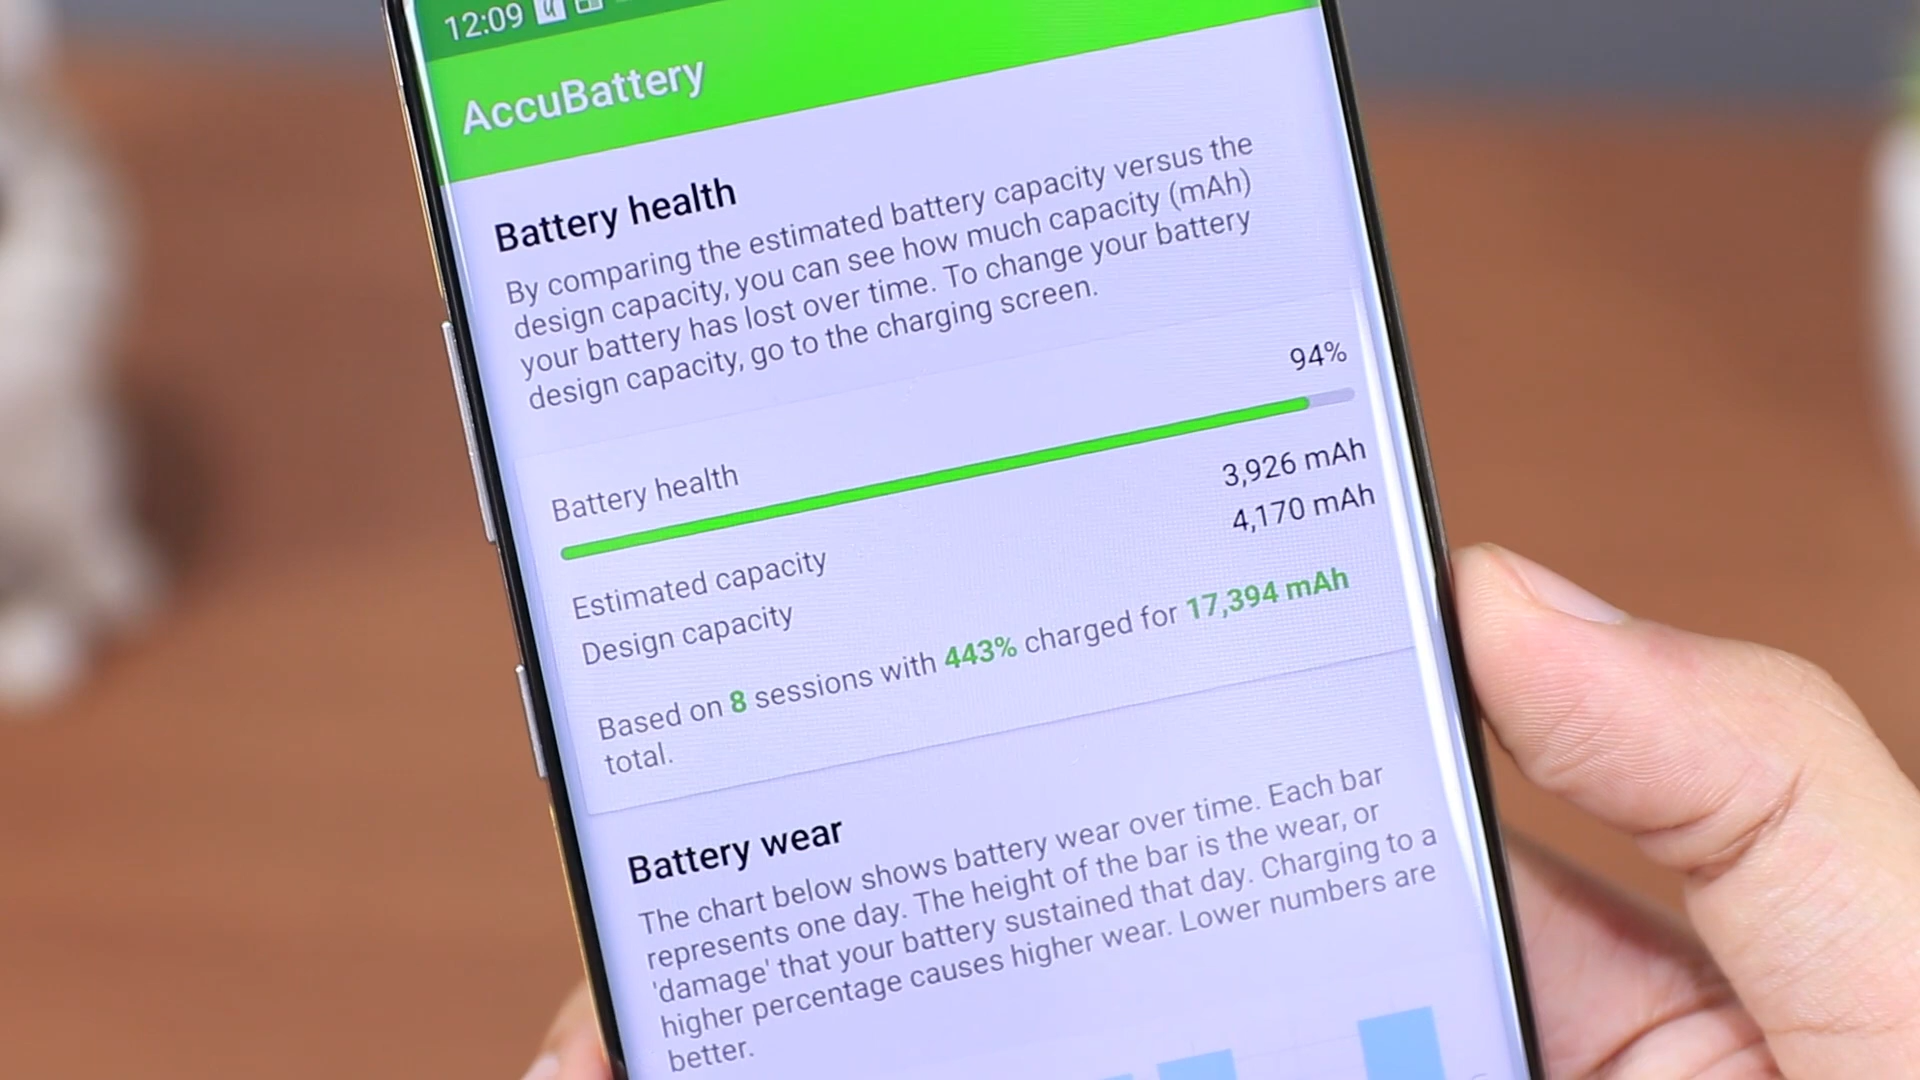 12:09
AccuBattery
Battery health
By comparing the estimated battery capacity versus the
design capacity, you can see how much capacity (mAh)
your battery has lost over time. To change your battery
design capacity, go to the charging screen.
Battery health 94%
Estimated capacity 3,926 mAh
Design capacity 4,170 mAh
Based on 8 sessions with 443% charged for 17,394 mAh
total.
Battery wear
The chart below shows battery wear over time. Each bar
represents one day. The height of the bar is the wear, or
'damage' that your battery sustained that day. Charging to a
higher percentage causes higher wear. Lower numbers are
better.